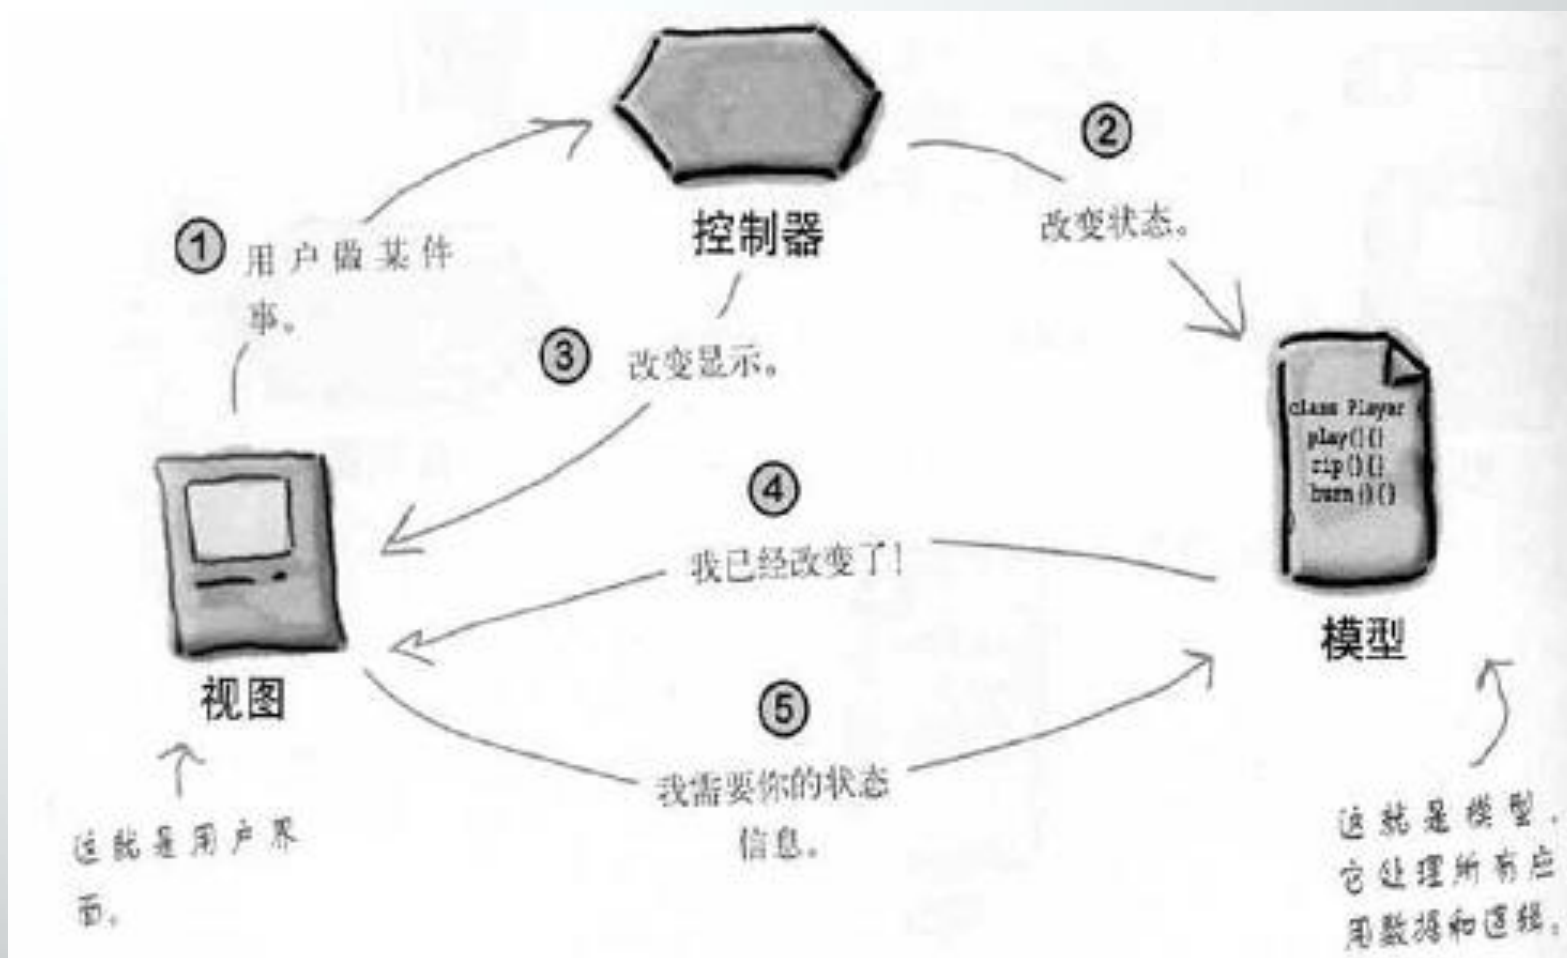 控制器
①
用户做某件
事。
②
改变状态。
③
改变显示。
class Player
play(){}
rip(){}
burn(){}
④
我已经改变了!
模型
视图
⑤
我需要你的状态
信息。
这就是用户界
面。
这就是模型,
它处理所有应
用数据和逻辑。